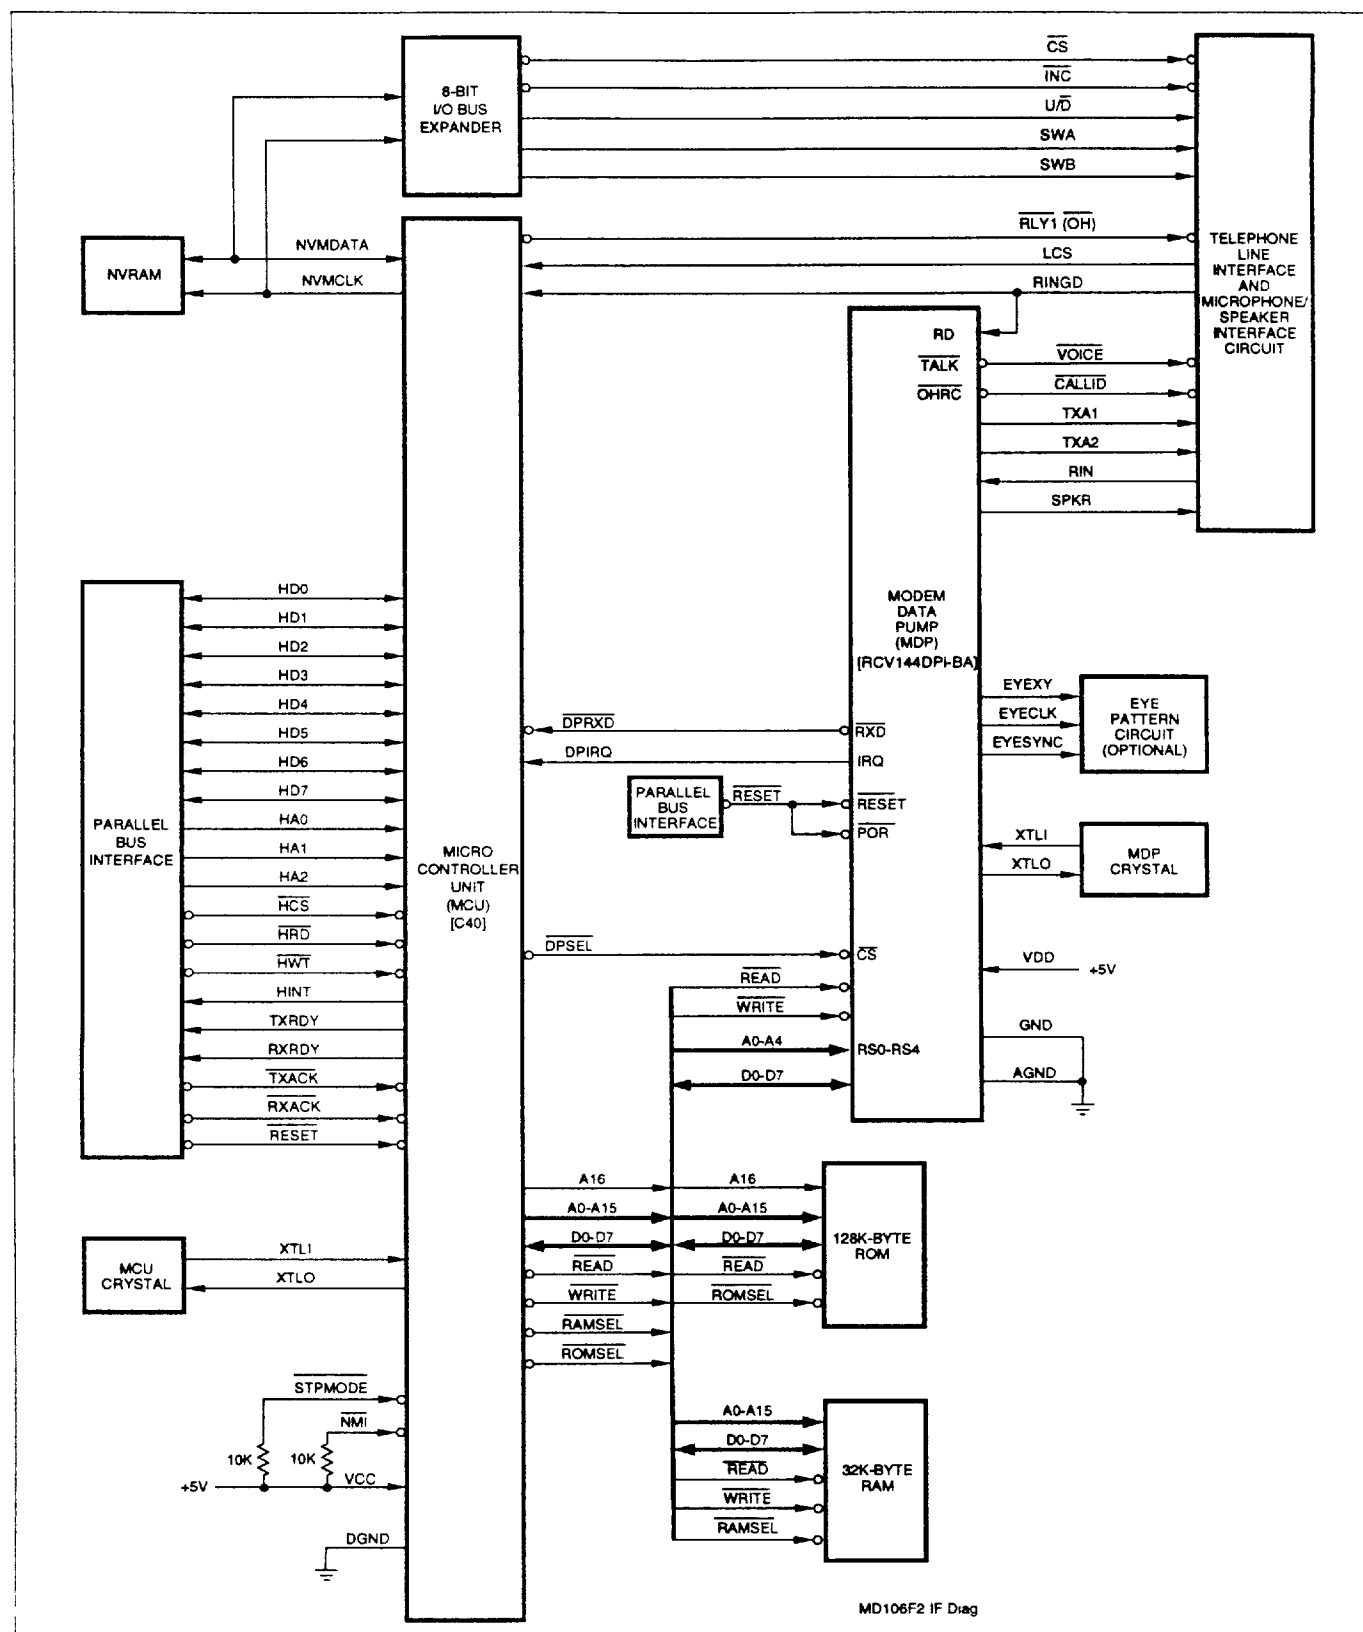 8-BIT
I/O BUS
EXPANDER
CS
INC
U/D
SWA
SWB
NVRAM
NVMDATA
NVMCLK
RLY1 (OH)
LCS
RINGD
TELEPHONE
LINE
INTERFACE
AND
MICROPHONE/
SPEAKER
INTERFACE
CIRCUIT
RD
TALK
OHRC
VOICE
CALLID
TXA1
TXA2
RIN
SPKR
MODEM
DATA
PUMP
(MDP)
[RCV144DPI-BA]
PARALLEL
BUS
INTERFACE
HD0
HD1
HD2
HD3
HD4
HD5
HD6
HD7
HA0
HA1
HA2
HCS
HRD
HWT
HINT
TXRDY
RXRDY
TXACK
RXACK
RESET
MICRO
CONTROLLER
UNIT
(MCU)
[C40]
DPRXD
DPIRQ
RXD
IRQ
PARALLEL
BUS
INTERFACE
RESET
RESET
POR
EYEXY
EYECLK
EYESYNC
EYE
PATTERN
CIRCUIT
(OPTIONAL)
XTLI
XTLO
MDP
CRYSTAL
DPSEL
CS
READ
WRITE
A0-A4
RS0-RS4
D0-D7
VDD
+5V
GND
AGND
A16
A0-A15
D0-D7
READ
WRITE
RAMSEL
ROMSEL
A16
A0-A15
D0-D7
READ
ROMSEL
128K-BYTE
ROM
MCU
CRYSTAL
XTLI
XTLO
STPMODE
NMI
10K
10K
+5V
VCC
DGND
A0-A15
D0-D7
READ
WRITE
RAMSEL
32K-BYTE
RAM
MD106F2 IF Diag